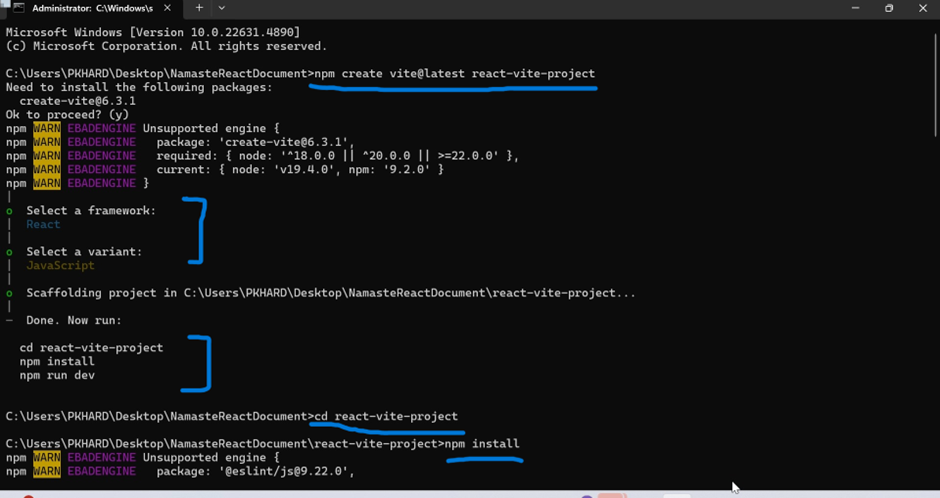 Administrator: C:\Windows\s
Microsoft Windows [Version 10.0.22631.4890]
(c) Microsoft Corporation. All rights reserved.
C:\Users\PKHARD\Desktop\NamasteReactDocument>npm create vite@latest react-vite-project
Need to install the following packages:
  create-vite@6.3.1
Ok to proceed? (y)
npm WARN EBADENGINE Unsupported engine {
npm WARN EBADENGINE   package: 'create-vite@6.3.1',
npm WARN EBADENGINE   required: { node: '^18.0.0 || ^20.0.0 || >=22.0.0' },
npm WARN EBADENGINE   current: { node: 'v19.4.0', npm: '9.2.0' }
npm WARN EBADENGINE }
Select a framework:
React
Select a variant:
JavaScript
Scaffolding project in C:\Users\PKHARD\Desktop\NamasteReactDocument\react-vite-project...
Done. Now run:
cd react-vite-project
npm install
npm run dev
C:\Users\PKHARD\Desktop\NamasteReactDocument>cd react-vite-project
C:\Users\PKHARD\Desktop\NamasteReactDocument\react-vite-project>npm install
npm WARN EBADENGINE Unsupported engine {
npm WARN EBADENGINE   package: '@eslint/js@9.22.0',